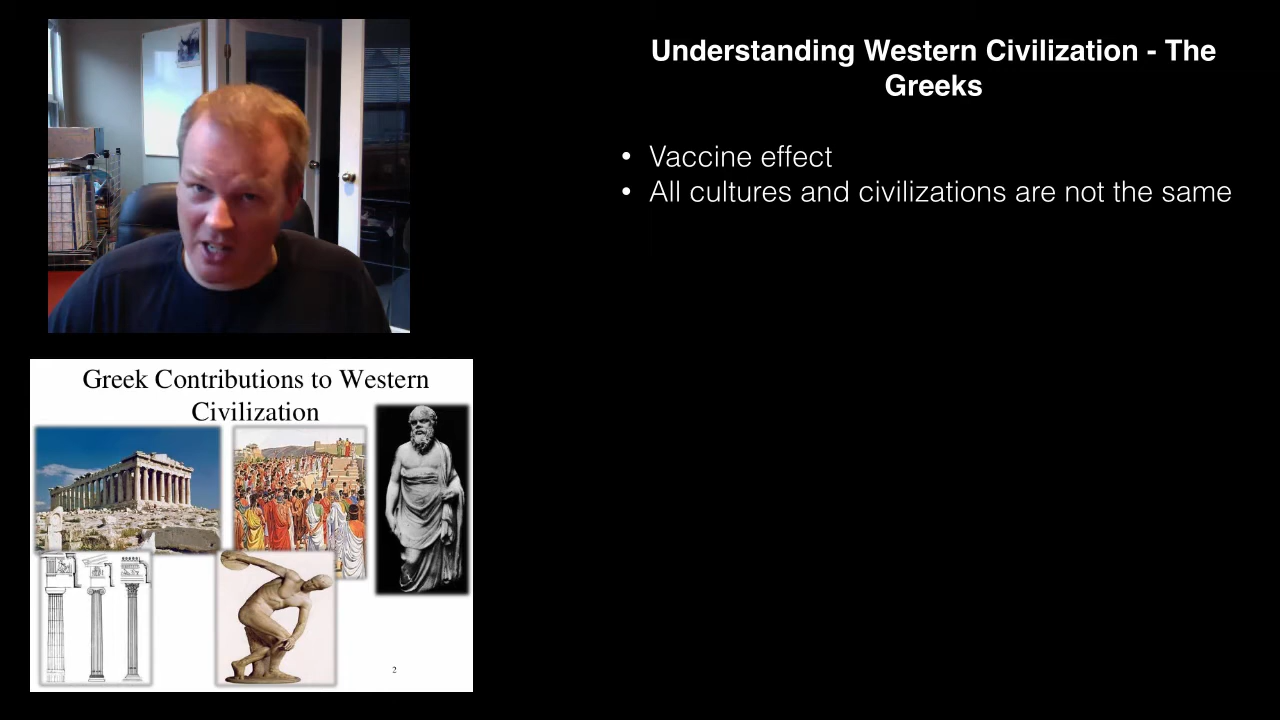 Understanding Western Civilization - The
Greeks
• Vaccine effect
• All cultures and civilizations are not the same
Greek Contributions to Western
Civilization
2